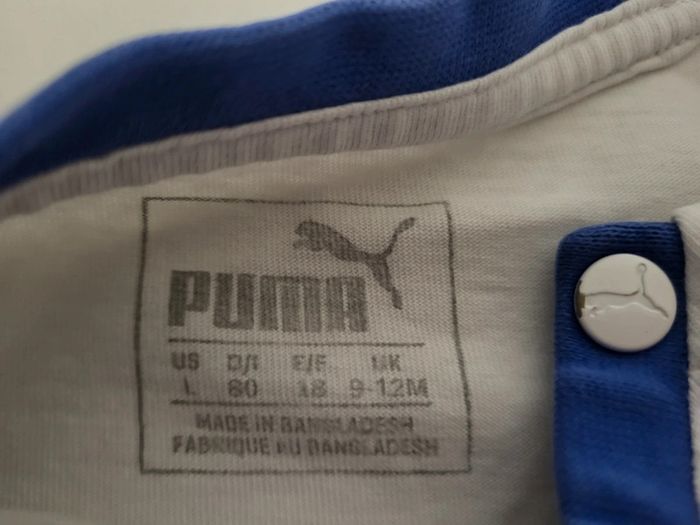 PUMA
US D/I E/F UK
L 80 18 9-12M
MADE IN BANGLADESH
FABRIQUE AU BANGLADESH